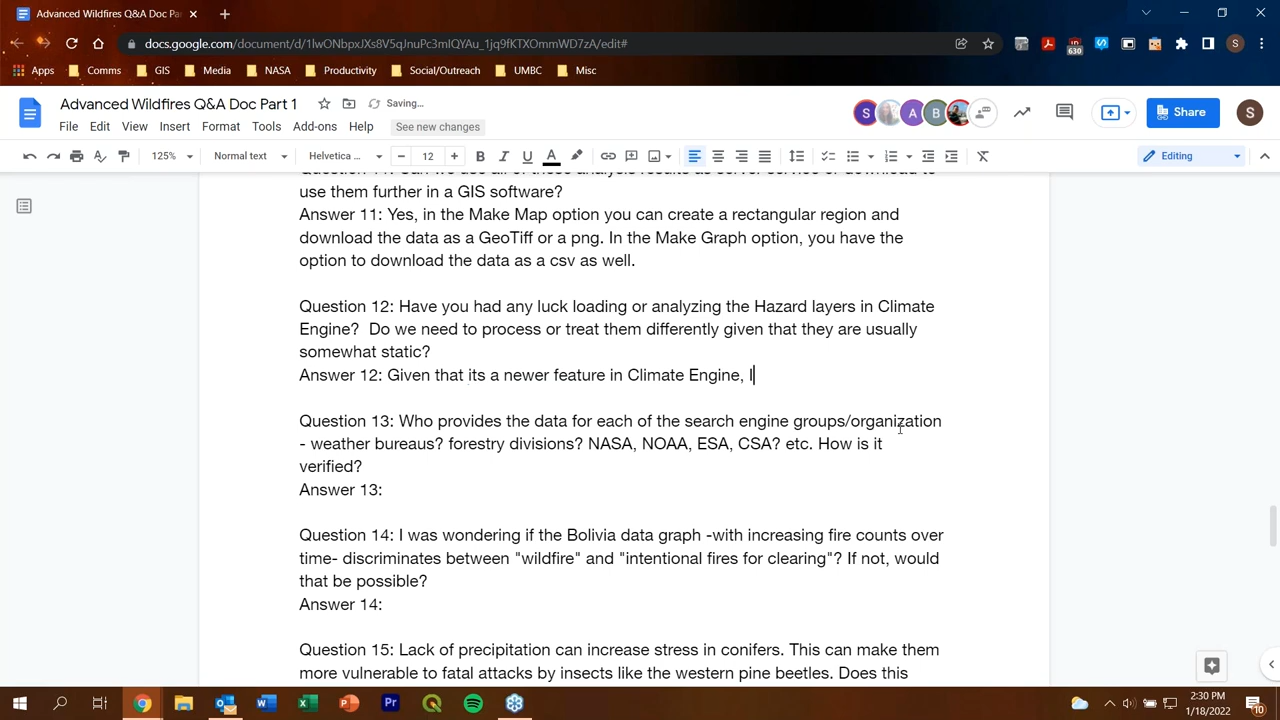 Advanced Wildfires Q&A Doc Pa
docs.google.com/document/d/1lwONbpxJXs8V5qJnuPc3mIQYAu_1jq9fKTXOmmWD7zA/edit#
630
S
Apps Comms GIS Media NASA Productivity Social/Outreach UMBC Misc
Advanced Wildfires Q&A Doc Part 1 Saving...
S A B Share S
File Edit View Insert Format Tools Add-ons Help See new changes
125% Normal text Helvetica ... 12 B I U A Editing
use them further in a GIS software?
Answer 11: Yes, in the Make Map option you can create a rectangular region and
download the data as a GeoTiff or a png. In the Make Graph option, you have the
option to download the data as a csv as well.
Question 12: Have you had any luck loading or analyzing the Hazard layers in Climate
Engine?  Do we need to process or treat them differently given that they are usually
somewhat static?
Answer 12: Given that its a newer feature in Climate Engine, I
Question 13: Who provides the data for each of the search engine groups/organization
- weather bureaus? forestry divisions? NASA, NOAA, ESA, CSA? etc. How is it
verified?
Answer 13:
Question 14: I was wondering if the Bolivia data graph -with increasing fire counts over
time- discriminates between "wildfire" and "intentional fires for clearing"? If not, would
that be possible?
Answer 14:
Question 15: Lack of precipitation can increase stress in conifers. This can make them
more vulnerable to fatal attacks by insects like the western pine beetles. Does this
2:30 PM
1/18/2022
10